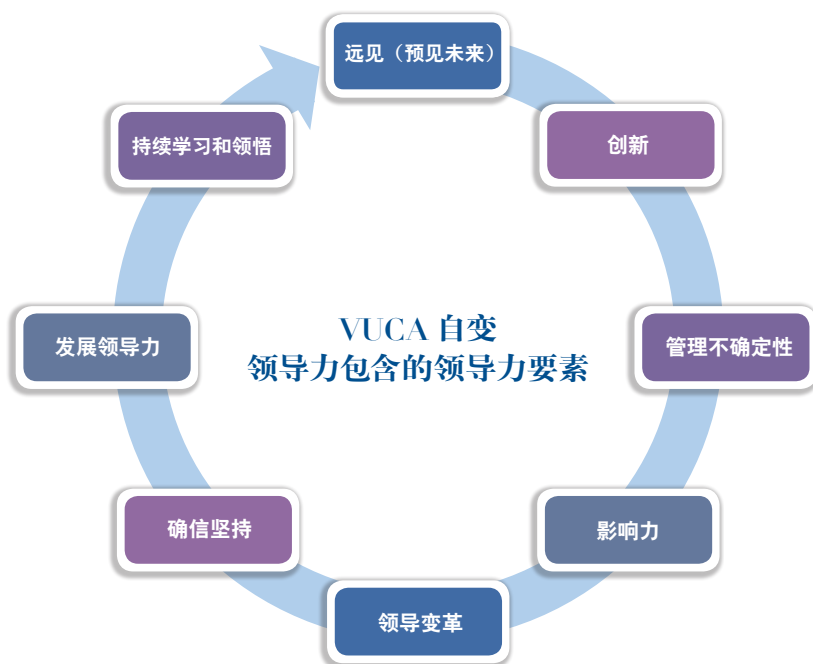 远见（预见未来）
创新
管理不确定性
影响力
领导变革
确信坚持
发展领导力
持续学习和领悟
VUCA 自变
领导力包含的领导力要素